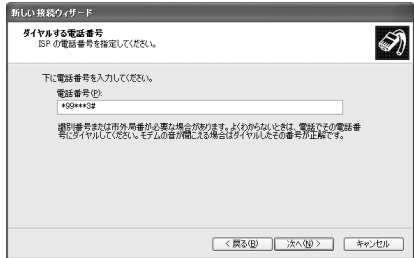 新しい接続ウィザード
ダイヤルする電話番号
ISP の電話番号を指定してください。
下に電話番号を入力してください。
電話番号(P):
*99***3#
識別番号または市外局番が必要な場合があります。よくわからないときは、電話でその電話番
号にダイヤルしてください。モデムの音が聞こえる場合はダイヤルしたその番号が正解です。
< 戻る(B)
次へ(N) >
キャンセル